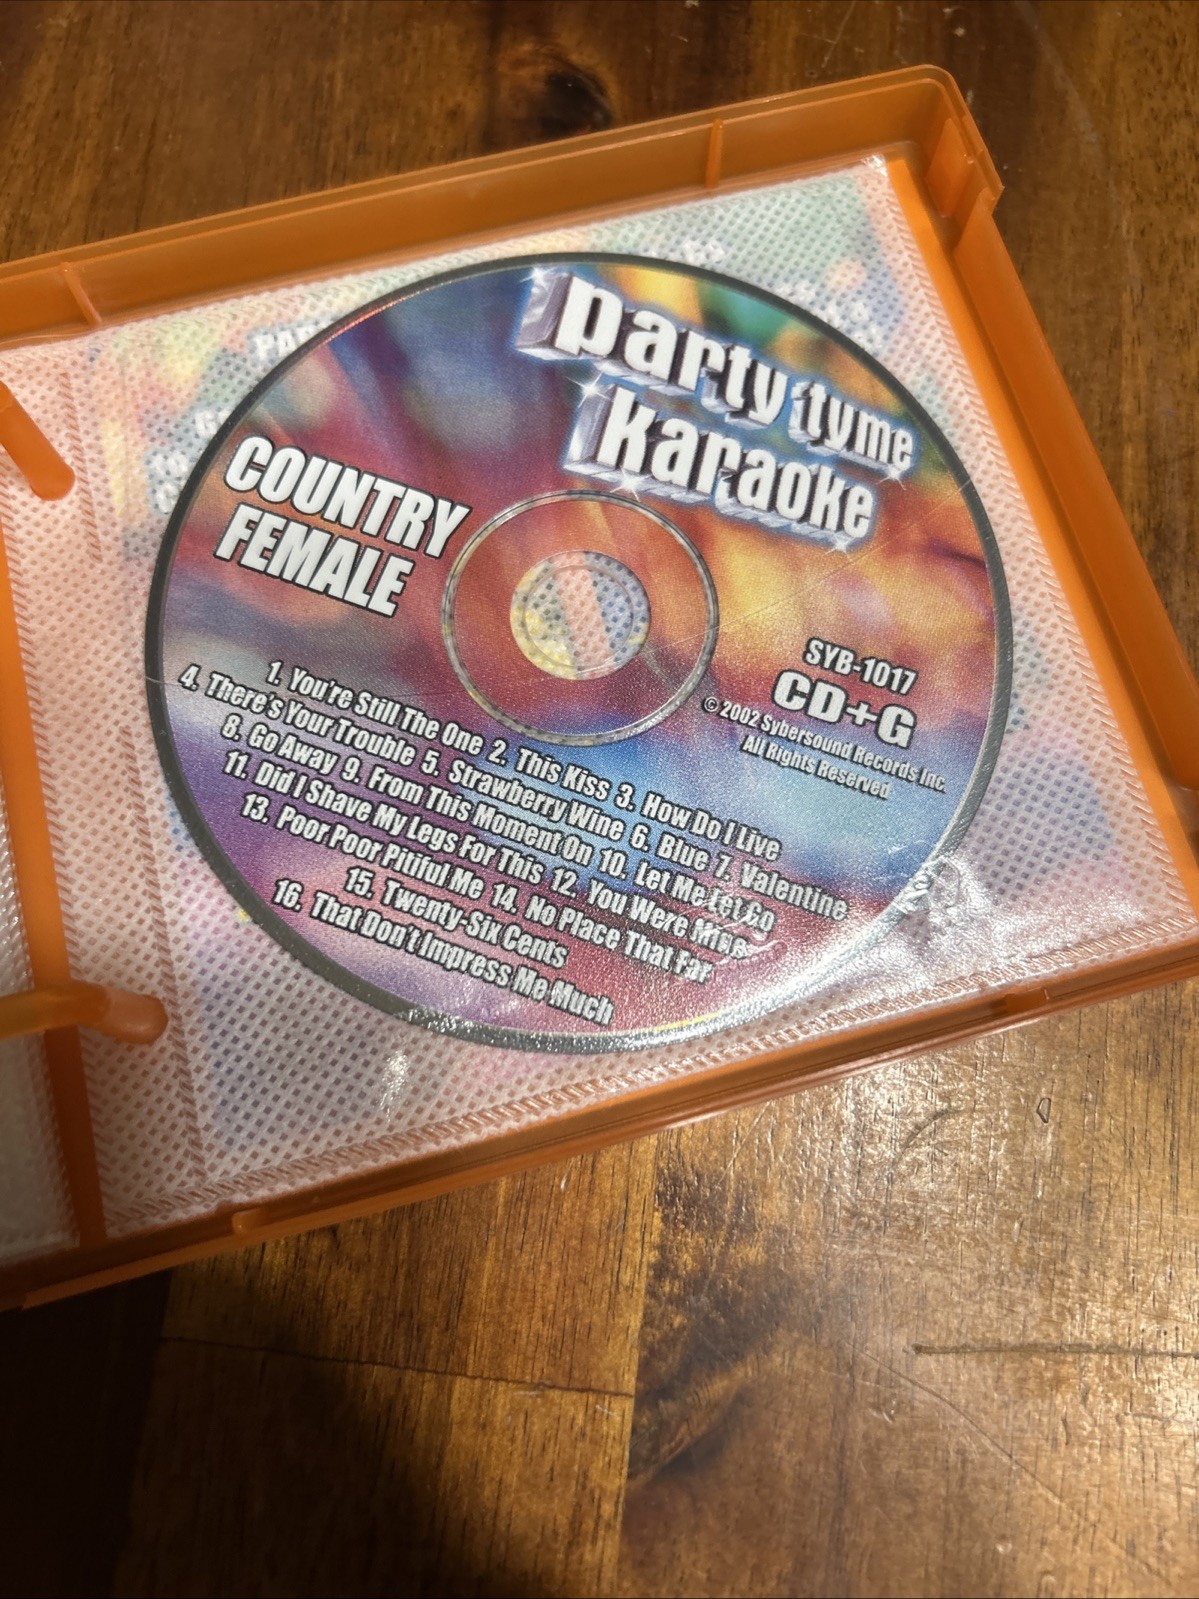 party tyme
karaoke
COUNTRY
FEMALE
SYB-1017
CD+G
© 2002 Sybersound Records Inc.
All Rights Reserved
1. You're Still The One 2. This Kiss 3. How Do I Live
4. There's Your Trouble 5. Strawberry Wine 6. Blue 7. Valentine
8. Go Away 9. From This Moment On 10. Let Me Let Go
11. Did I Shave My Legs For This 12. You Were Mine
13. Poor Poor Pitiful Me 14. No Place That Far
15. Twenty-Six Cents
16. That Don't Impress Me Much